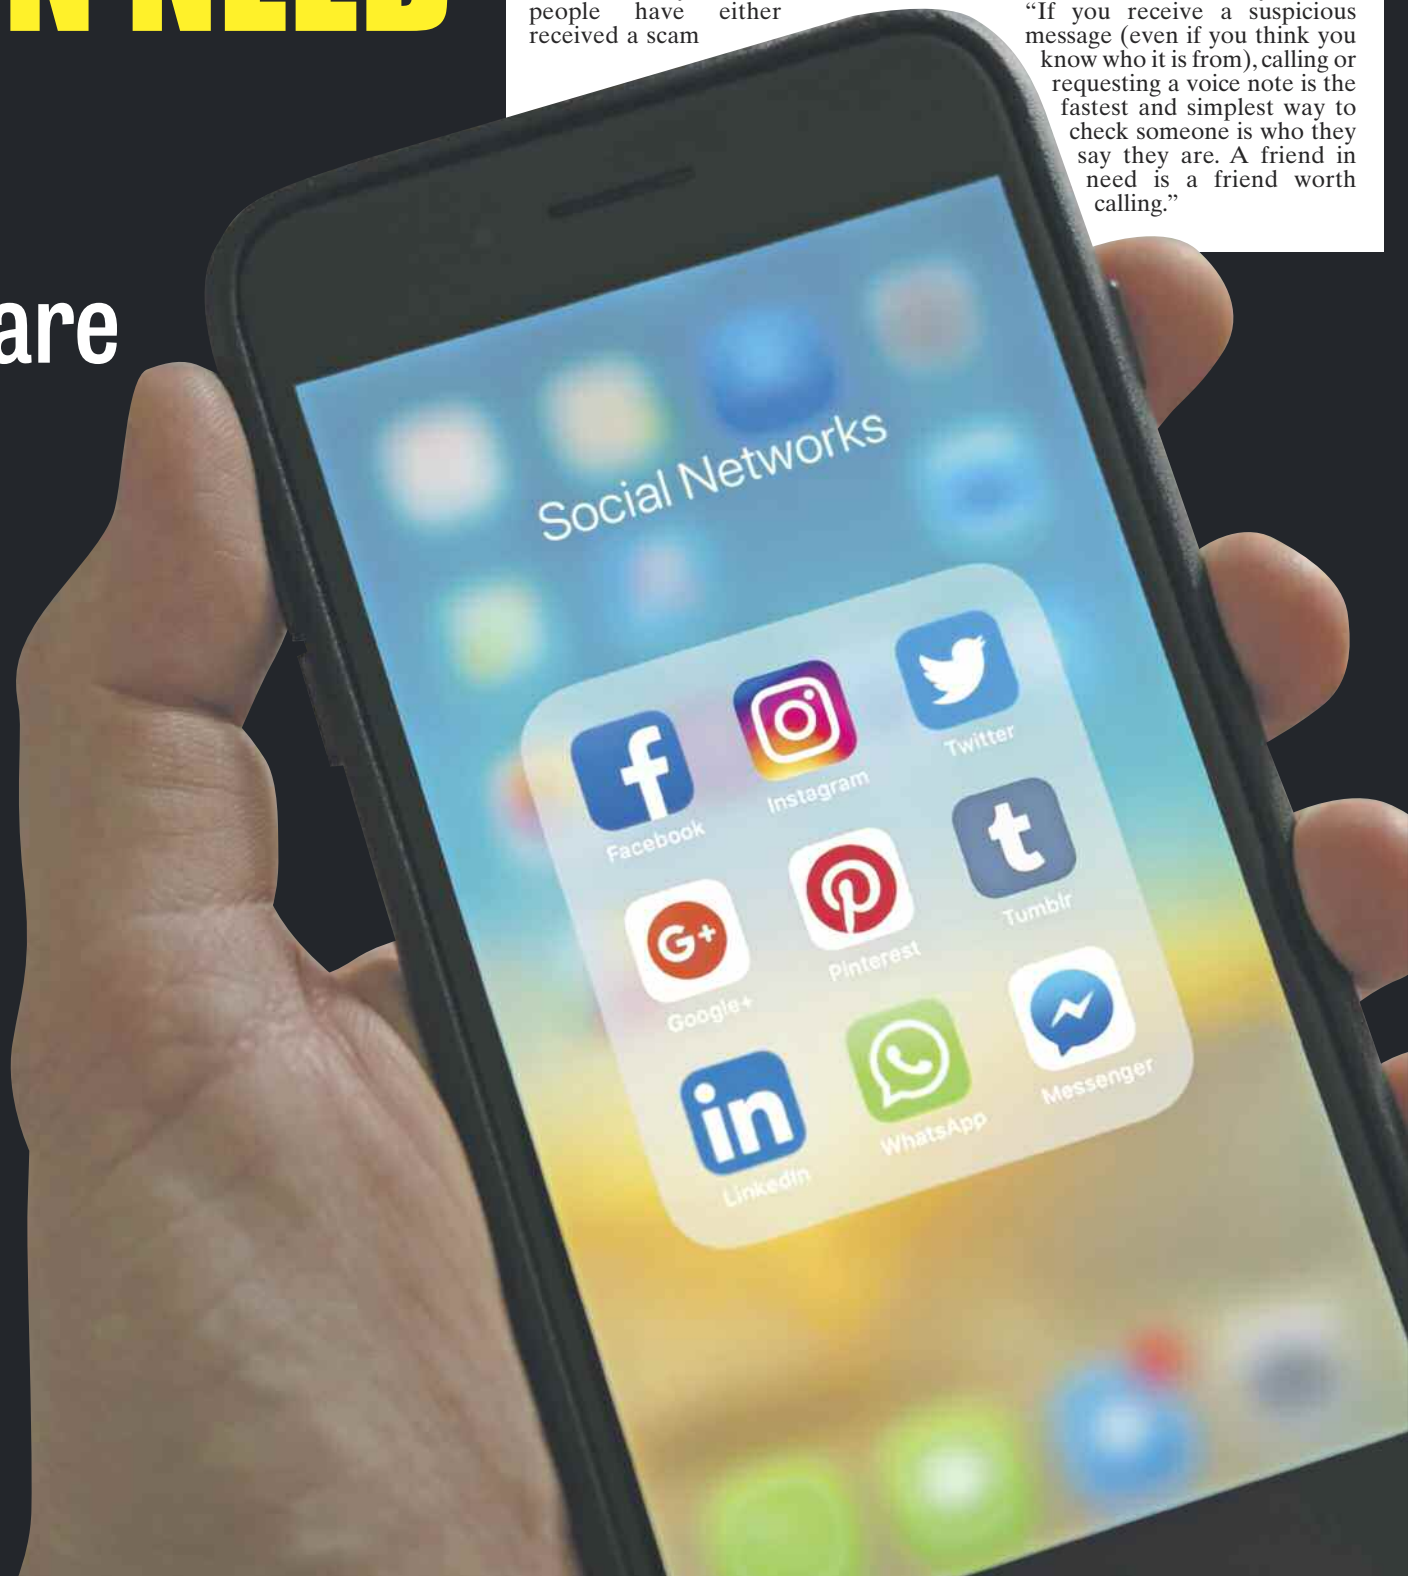 N NEED
people have either
received a scam
“If you receive a suspicious
message (even if you think you
know who it is from), calling or
requesting a voice note is the
fastest and simplest way to
check someone is who they
say they are. A friend in
need is a friend worth
calling.”
are
Social Networks
Facebook
Instagram
Twitter
G+
Google+
Pinterest
Tumblr
in
LinkedIn
WhatsApp
Messenger